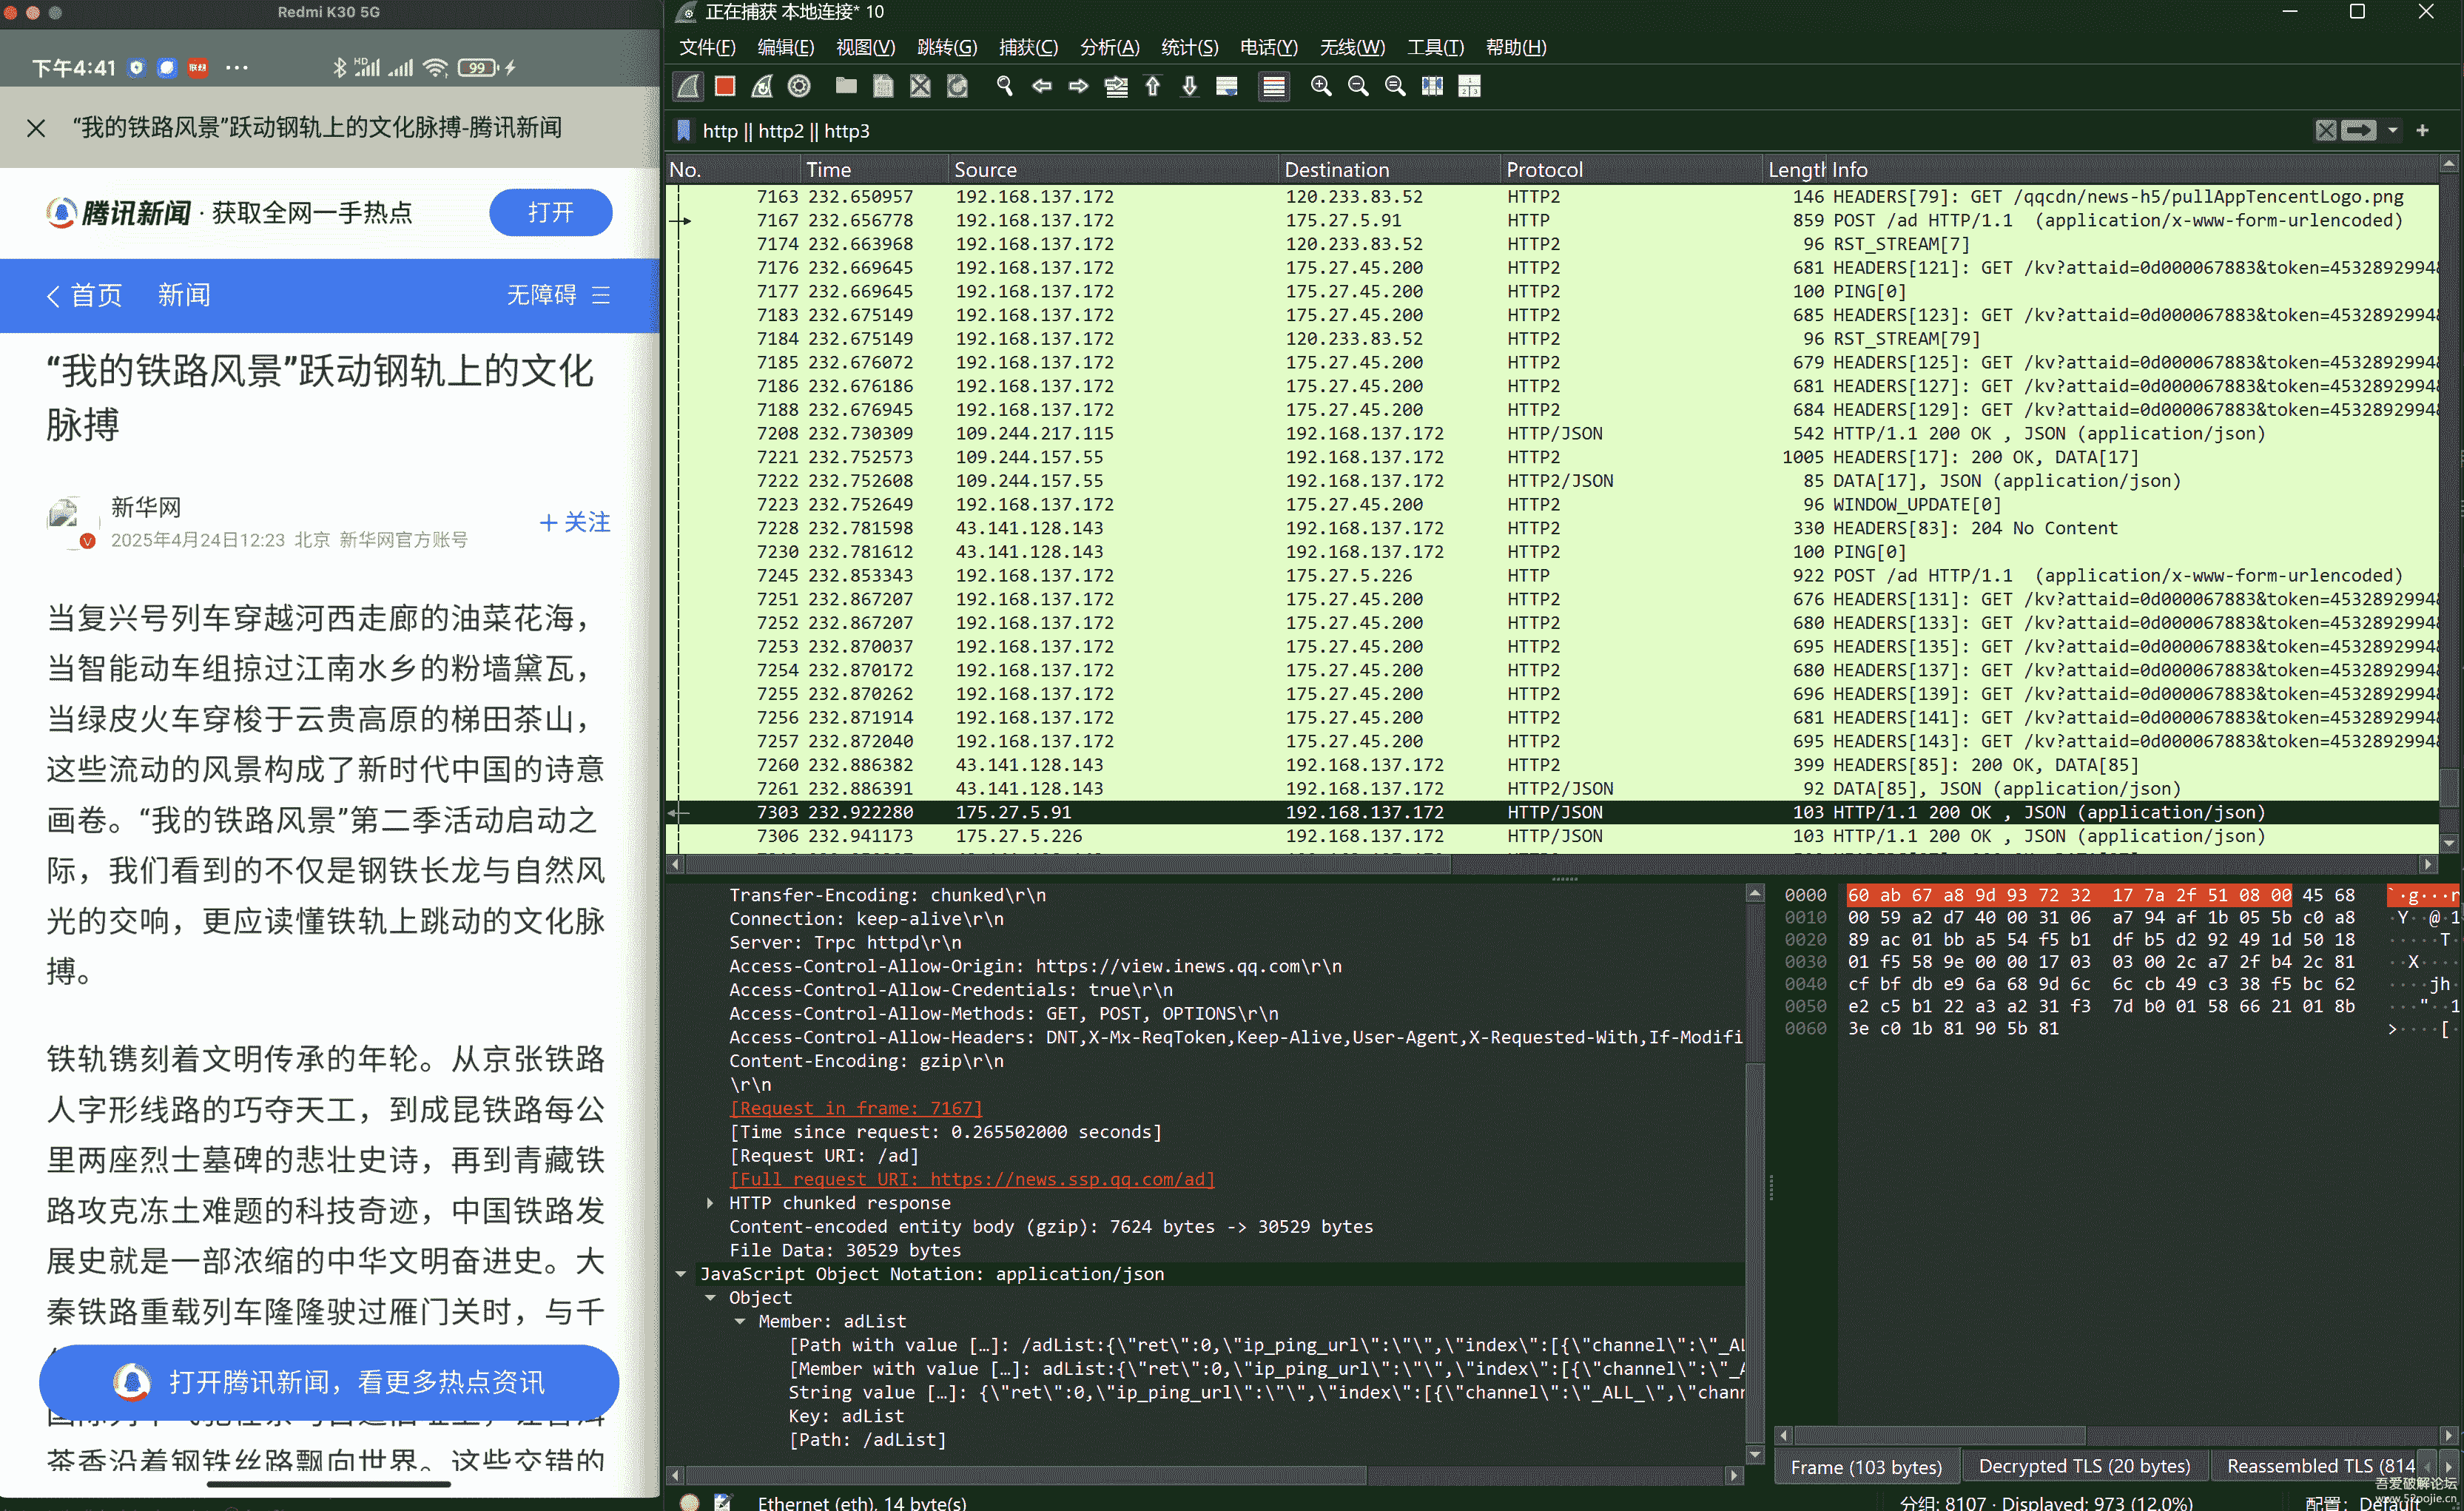 Redmi K30 5G
下午4:41
99
“我的铁路风景”跃动钢轨上的文化脉搏-腾讯新闻
腾讯新闻 · 获取全网一手热点
打开
首页 新闻 无障碍
“我的铁路风景”跃动钢轨上的文化
脉搏
新华网
2025年4月24日12:23 北京 新华网官方账号
+ 关注
当复兴号列车穿越河西走廊的油菜花海，
当智能动车组掠过江南水乡的粉墙黛瓦，
当绿皮火车穿梭于云贵高原的梯田茶山，
这些流动的风景构成了新时代中国的诗意
画卷。“我的铁路风景”第二季活动启动之
际，我们看到的不仅是钢铁长龙与自然风
光的交响，更应读懂铁轨上跳动的文化脉
搏。
铁轨镌刻着文明传承的年轮。从京张铁路
人字形线路的巧夺天工，到成昆铁路每公
里两座烈士墓碑的悲壮史诗，再到青藏铁
路攻克冻土难题的科技奇迹，中国铁路发
展史就是一部浓缩的中华文明奋进史。大
秦铁路重载列车隆隆驶过雁门关时，与千
打开腾讯新闻，看更多热点资讯
茶香沿着钢铁丝路飘向世界。这些交错的
正在捕获 本地连接* 10
文件(F) 编辑(E) 视图(V) 跳转(G) 捕获(C) 分析(A) 统计(S) 电话(Y) 无线(W) 工具(T) 帮助(H)
http || http2 || http3
No. Time Source Destination Protocol Length Info
7163 232.650957 192.168.137.172 120.233.83.52 HTTP2 146 HEADERS[79]: GET /qqcdn/news-h5/pullAppTencentLogo.png
7167 232.656778 192.168.137.172 175.27.5.91 HTTP 859 POST /ad HTTP/1.1 (application/x-www-form-urlencoded)
7174 232.663968 192.168.137.172 120.233.83.52 HTTP2 96 RST_STREAM[7]
7176 232.669645 192.168.137.172 175.27.45.200 HTTP2 681 HEADERS[121]: GET /kv?attaid=0d000067883&token=4532892994&
7177 232.669645 192.168.137.172 175.27.45.200 HTTP2 100 PING[0]
7183 232.675149 192.168.137.172 175.27.45.200 HTTP2 685 HEADERS[123]: GET /kv?attaid=0d000067883&token=4532892994&
7184 232.675149 192.168.137.172 120.233.83.52 HTTP2 96 RST_STREAM[79]
7185 232.676072 192.168.137.172 175.27.45.200 HTTP2 679 HEADERS[125]: GET /kv?attaid=0d000067883&token=4532892994&
7186 232.676186 192.168.137.172 175.27.45.200 HTTP2 681 HEADERS[127]: GET /kv?attaid=0d000067883&token=4532892994&
7188 232.676945 192.168.137.172 175.27.45.200 HTTP2 684 HEADERS[129]: GET /kv?attaid=0d000067883&token=4532892994&
7208 232.730309 109.244.217.115 192.168.137.172 HTTP/JSON 542 HTTP/1.1 200 OK , JSON (application/json)
7221 232.752573 109.244.157.55 192.168.137.172 HTTP2 1005 HEADERS[17]: 200 OK, DATA[17]
7222 232.752608 109.244.157.55 192.168.137.172 HTTP2/JSON 85 DATA[17], JSON (application/json)
7223 232.752649 192.168.137.172 175.27.45.200 HTTP2 96 WINDOW_UPDATE[0]
7228 232.781598 43.141.128.143 192.168.137.172 HTTP2 330 HEADERS[83]: 204 No Content
7230 232.781612 43.141.128.143 192.168.137.172 HTTP2 100 PING[0]
7245 232.853343 192.168.137.172 175.27.5.226 HTTP 922 POST /ad HTTP/1.1 (application/x-www-form-urlencoded)
7251 232.867207 192.168.137.172 175.27.45.200 HTTP2 676 HEADERS[131]: GET /kv?attaid=0d000067883&token=4532892994&
7252 232.867207 192.168.137.172 175.27.45.200 HTTP2 680 HEADERS[133]: GET /kv?attaid=0d000067883&token=4532892994&
7253 232.870037 192.168.137.172 175.27.45.200 HTTP2 695 HEADERS[135]: GET /kv?attaid=0d000067883&token=4532892994&
7254 232.870172 192.168.137.172 175.27.45.200 HTTP2 680 HEADERS[137]: GET /kv?attaid=0d000067883&token=4532892994&
7255 232.870262 192.168.137.172 175.27.45.200 HTTP2 696 HEADERS[139]: GET /kv?attaid=0d000067883&token=4532892994&
7256 232.871914 192.168.137.172 175.27.45.200 HTTP2 681 HEADERS[141]: GET /kv?attaid=0d000067883&token=4532892994&
7257 232.872040 192.168.137.172 175.27.45.200 HTTP2 695 HEADERS[143]: GET /kv?attaid=0d000067883&token=4532892994&
7260 232.886382 43.141.128.143 192.168.137.172 HTTP2 399 HEADERS[85]: 200 OK, DATA[85]
7261 232.886391 43.141.128.143 192.168.137.172 HTTP2/JSON 92 DATA[85], JSON (application/json)
7303 232.922280 175.27.5.91 192.168.137.172 HTTP/JSON 103 HTTP/1.1 200 OK , JSON (application/json)
7306 232.941173 175.27.5.226 192.168.137.172 HTTP/JSON 103 HTTP/1.1 200 OK , JSON (application/json)
Transfer-Encoding: chunked\r\n
Connection: keep-alive\r\n
Server: Trpc httpd\r\n
Access-Control-Allow-Origin: https://view.inews.qq.com\r\n
Access-Control-Allow-Credentials: true\r\n
Access-Control-Allow-Methods: GET, POST, OPTIONS\r\n
Access-Control-Allow-Headers: DNT,X-Mx-ReqToken,Keep-Alive,User-Agent,X-Requested-With,If-Modifi
Content-Encoding: gzip\r\n
\r\n
[Request in frame: 7167]
[Time since request: 0.265502000 seconds]
[Request URI: /ad]
[Full request URI: https://news.ssp.qq.com/ad]
HTTP chunked response
Content-encoded entity body (gzip): 7624 bytes -> 30529 bytes
File Data: 30529 bytes
JavaScript Object Notation: application/json
Object
Member: adList
[Path with value […]: /adList:{\"ret\":0,\"ip_ping_url\":\"\",\"index\":[{\"channel\":\"_AL
[Member with value […]: adList:{\"ret\":0,\"ip_ping_url\":\"\",\"index\":[{\"channel\":\"_A
String value […]: {\"ret\":0,\"ip_ping_url\":\"\",\"index\":[{\"channel\":\"_ALL_\",\"chanr
Key: adList
[Path: /adList]
0000 60 ab 67 a8 9d 93 72 32 17 7a 2f 51 08 00 45 68 `·g···r
0010 00 59 a2 d7 40 00 31 06 a7 94 af 1b 05 5b c0 a8 ·Y··@·1
0020 89 ac 01 bb a5 54 f5 b1 df b5 d2 92 49 1d 50 18 ·····T·
0030 01 f5 58 9e 00 00 17 03 03 00 2c a7 2f b4 2c 81 ··X····
0040 cf bf db e9 6a 68 9d 6c 6c cb 49 c3 38 f5 bc 62 ····jh·
0050 e2 c5 b1 22 a3 a2 31 f3 7d b0 01 58 66 21 01 8b ···"··1
0060 3e c0 1b 81 90 5b 81 >····[·
Frame (103 bytes) Decrypted TLS (20 bytes) Reassembled TLS (814
Ethernet (eth), 14 byte(s) 分组: 8107 · Displayed: 973 (12.0%) 配置: Default
吾爱破解论坛
www.52pojie.cn